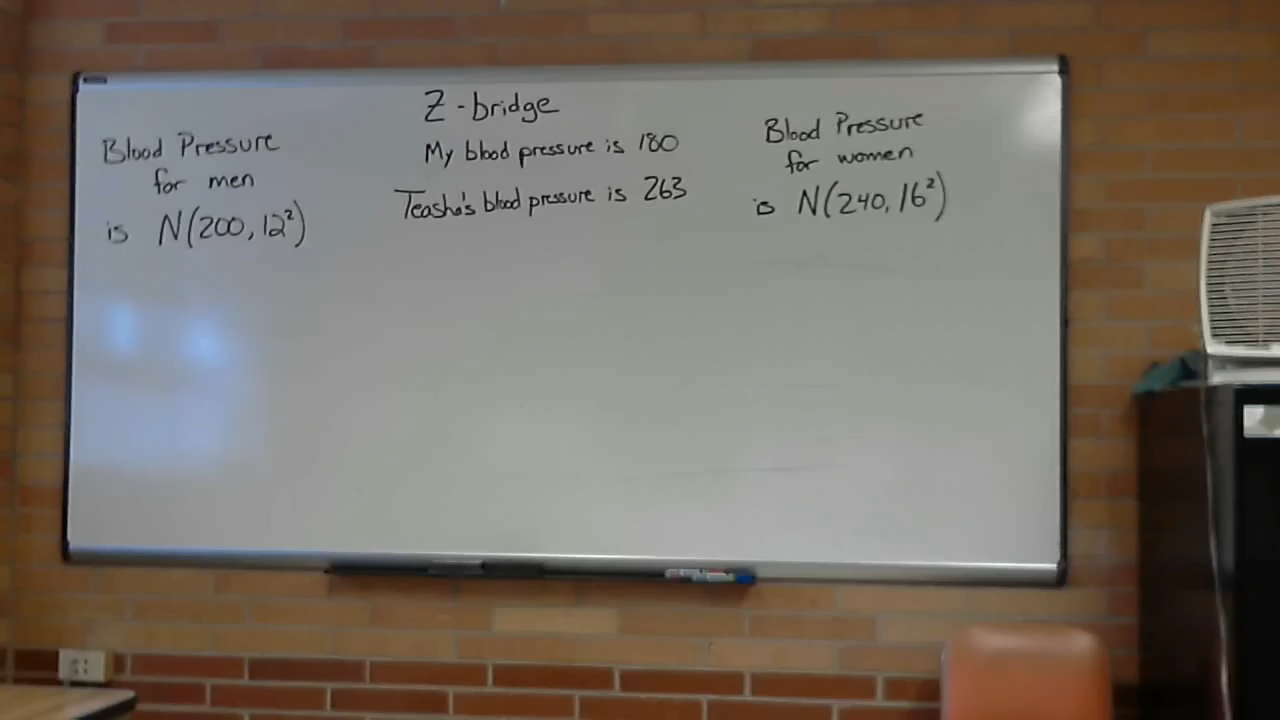 Z-bridge
Blood Pressure
for men
is N(200, 12²)
My blood pressure is 180
Teasha's blood pressure is 263
Blood Pressure
for women
is N(240, 16²)